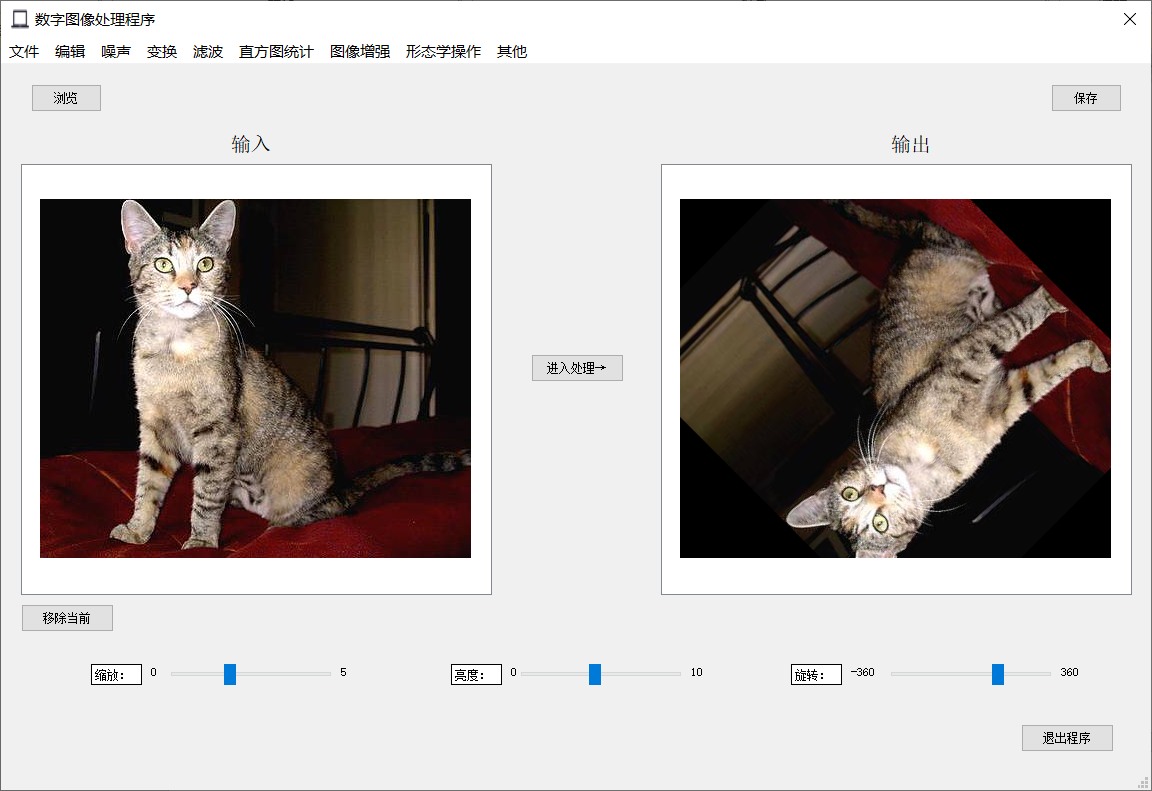 数字图像处理程序
文件 编辑 噪声 变换 滤波 直方图统计 图像增强 形态学操作 其他
浏览 保存
输入 输出
进入处理→
移除当前
缩放： 0 5 亮度： 0 10 旋转： -360 360
退出程序